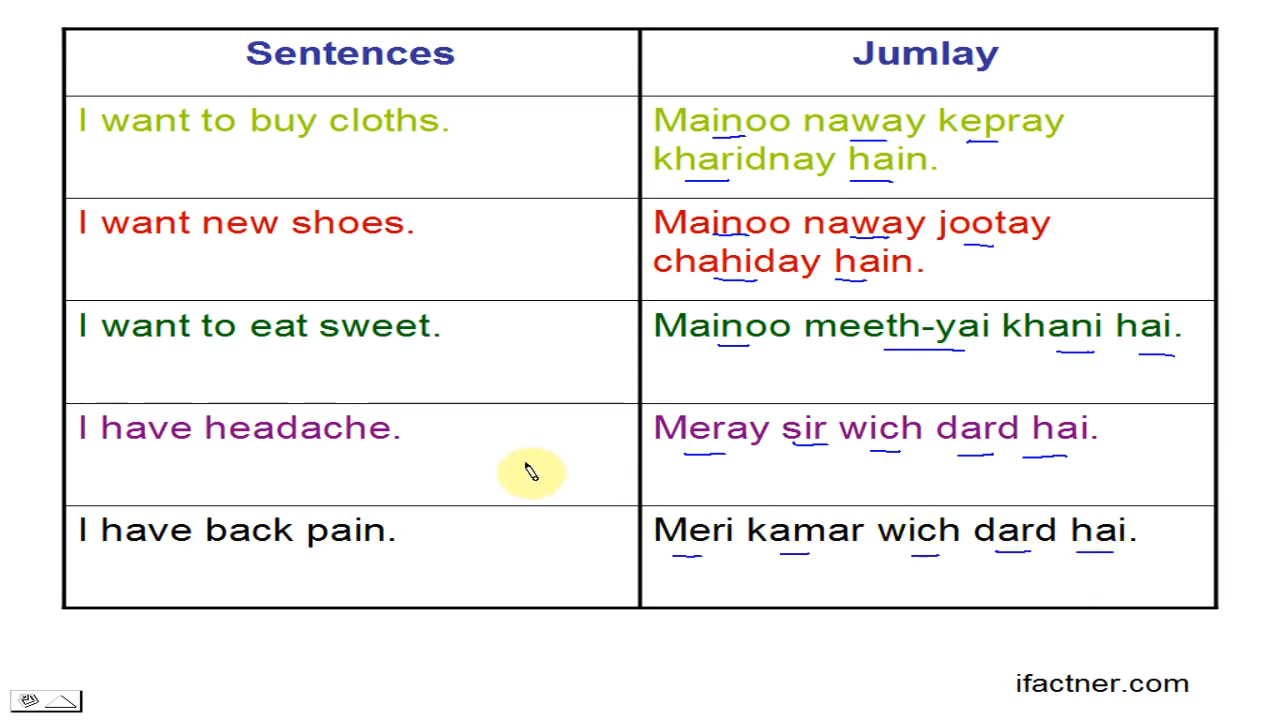 Sentences
Jumlay
I want to buy cloths.
Mainoo naway kepray
kharidnay hain.
I want new shoes.
Mainoo naway jootay
chahiday hain.
I want to eat sweet.
Mainoo meeth-yai khani hai.
I have headache.
Meray sir wich dard hai.
I have back pain.
Meri kamar wich dard hai.
ifactner.com